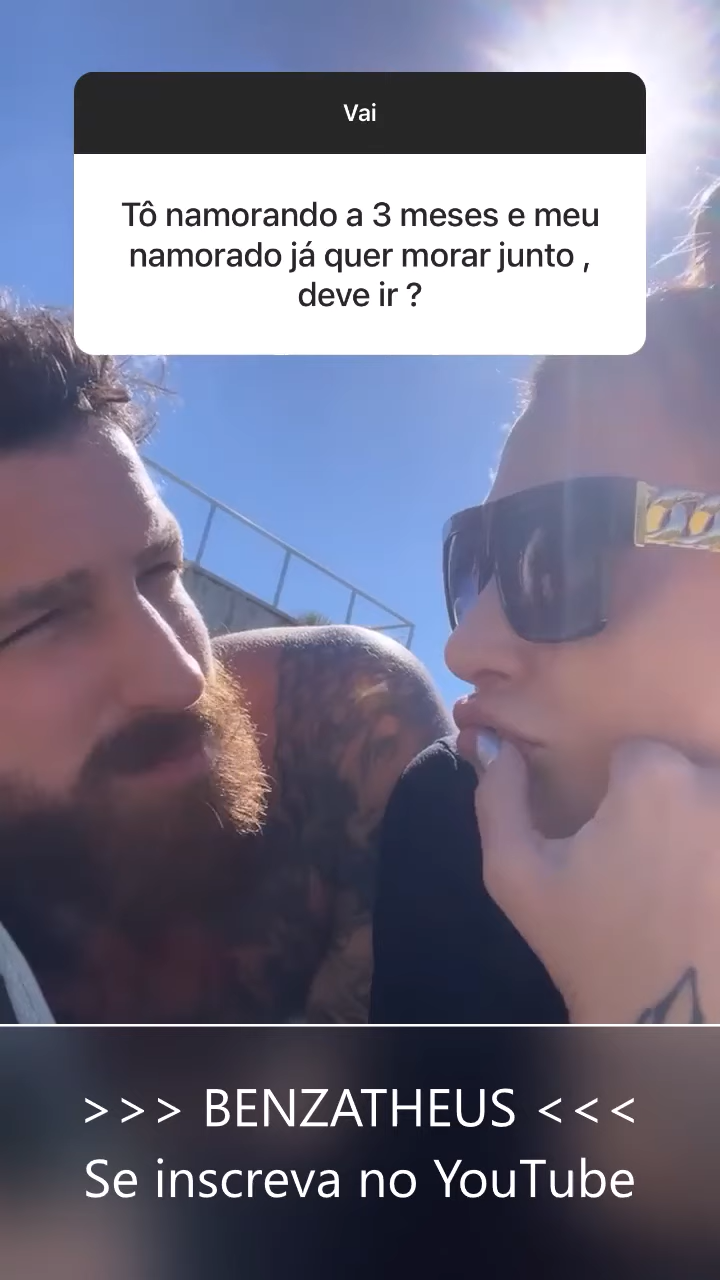 Vai
Tô namorando a 3 meses e meu
namorado já quer morar junto ,
deve ir ?
>>> BENZATHEUS <<<
Se inscreva no YouTube